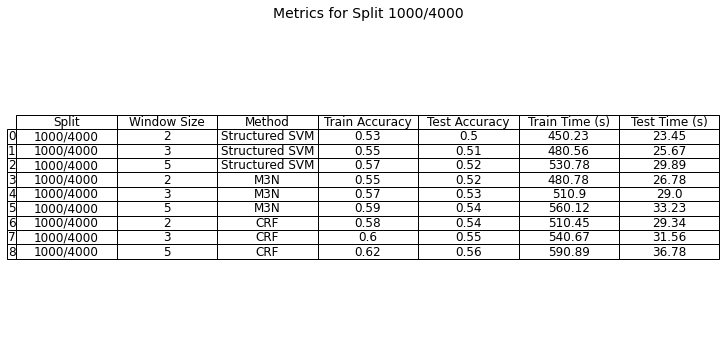 Metrics for Split 1000/4000
Split Window Size Method Train Accuracy Test Accuracy Train Time (s) Test Time (s)
0 1000/4000 2 Structured SVM 0.53 0.5 450.23 23.45
1 1000/4000 3 Structured SVM 0.55 0.51 480.56 25.67
2 1000/4000 5 Structured SVM 0.57 0.52 530.78 29.89
3 1000/4000 2 M3N 0.55 0.52 480.78 26.78
4 1000/4000 3 M3N 0.57 0.53 510.9 29.0
5 1000/4000 5 M3N 0.59 0.54 560.12 33.23
6 1000/4000 2 CRF 0.58 0.54 510.45 29.34
7 1000/4000 3 CRF 0.6 0.55 540.67 31.56
8 1000/4000 5 CRF 0.62 0.56 590.89 36.78